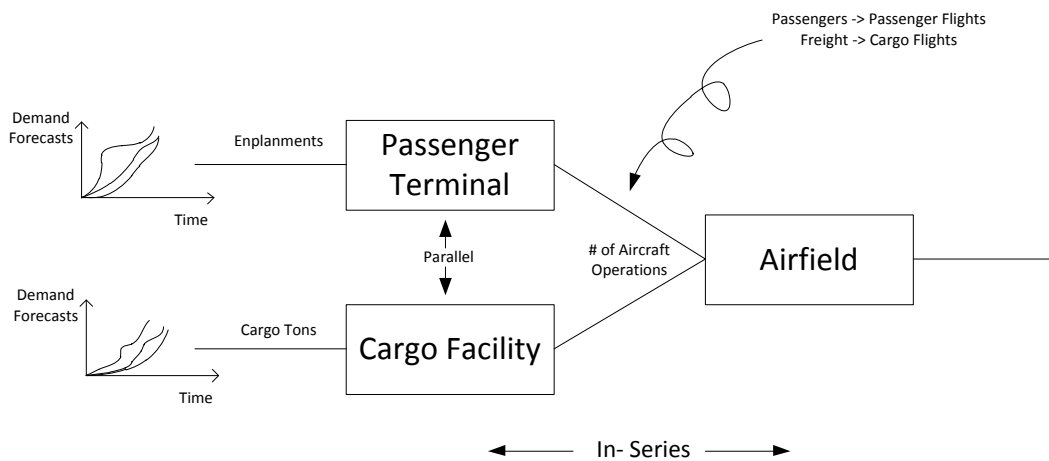 Passengers -> Passenger Flights
Freight -> Cargo Flights
Demand
Forecasts
Time
Enplanments
Passenger
Terminal
Parallel
# of Aircraft
Operations
Airfield
Demand
Forecasts
Time
Cargo Tons
Cargo Facility
In- Series